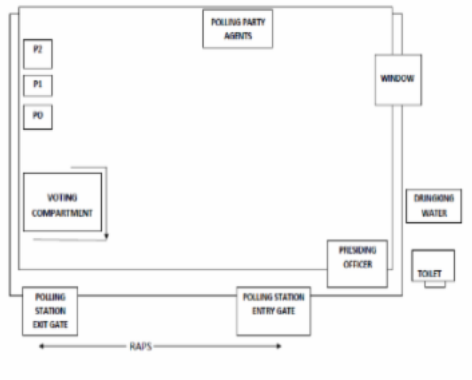 POLLING PARTY
AGENTS
P2
P1
PO
WINDOW
VOTING
COMPARTMENT
DRINGKING
WATER
PRESIDING
OFFICER
TOILET
POLLING
STATION
EXIT GATE
POLLING STATION
ENTRY GATE
RAPS